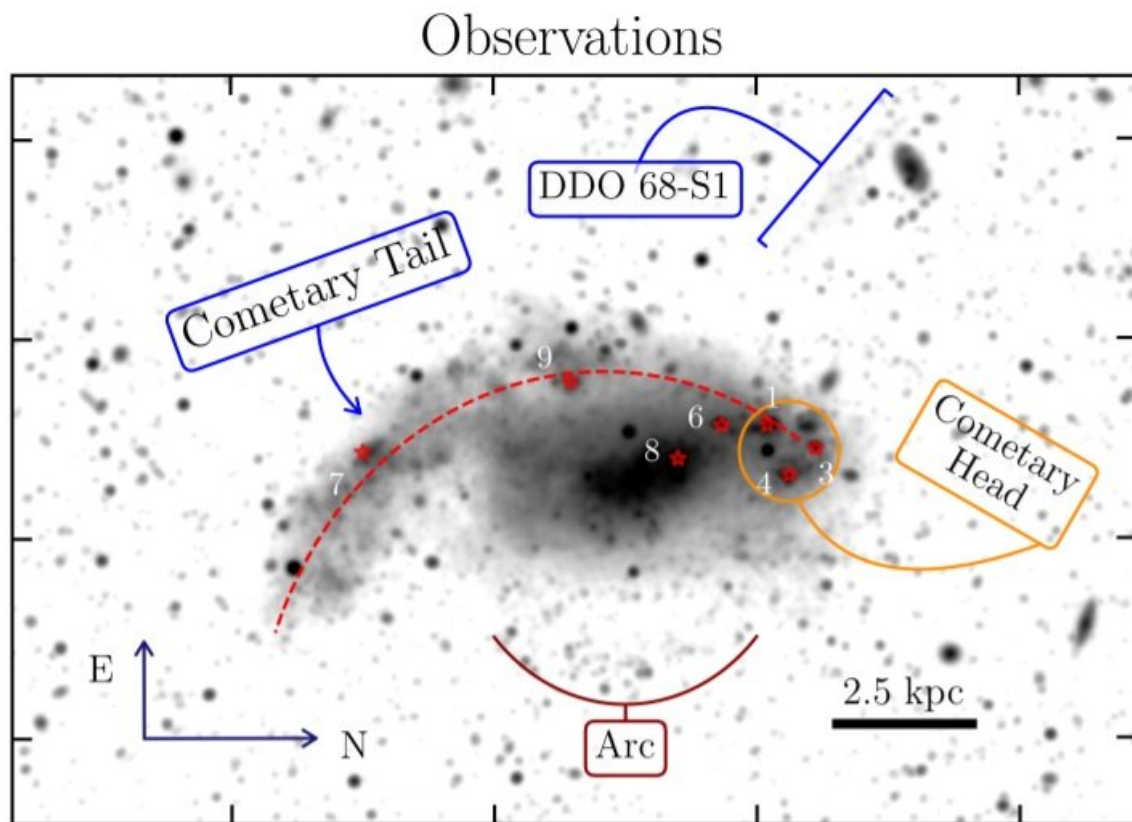 Observations
DDO 68-S1
Cometary Tail
9
1
6
8
7
4
3
Cometary
Head
E
N
2.5 kpc
Arc